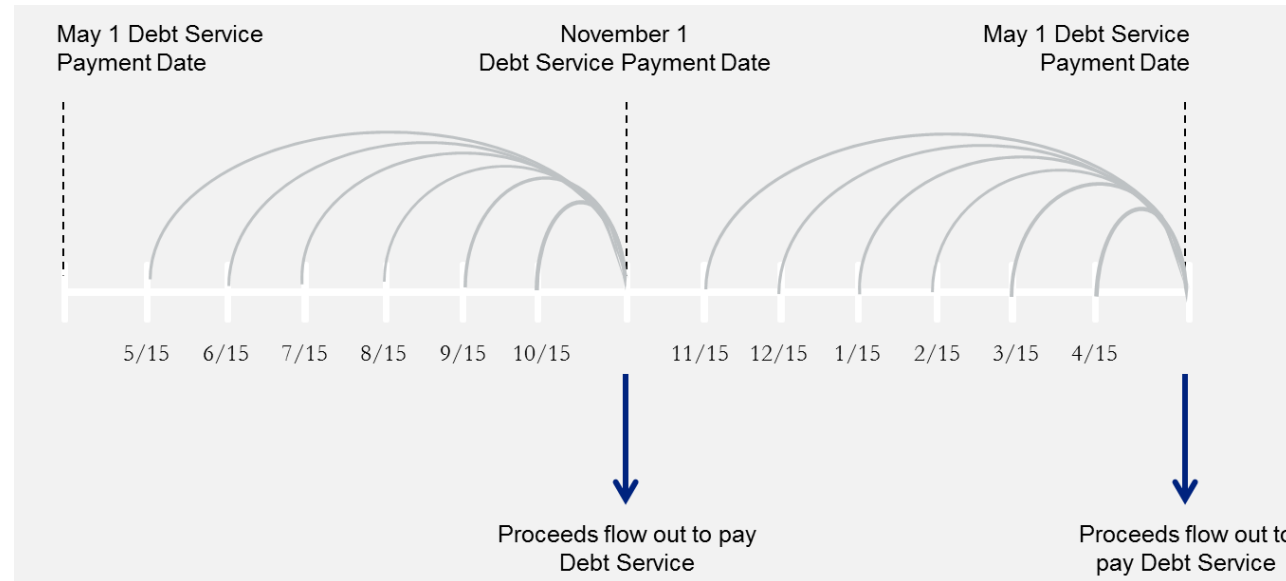 May 1 Debt Service
Payment Date
November 1
Debt Service Payment Date
May 1 Debt Service
Payment Date
5/15 6/15 7/15 8/15 9/15 10/15 11/15 12/15 1/15 2/15 3/15 4/15
Proceeds flow out to pay
Debt Service
Proceeds flow out to
pay Debt Service